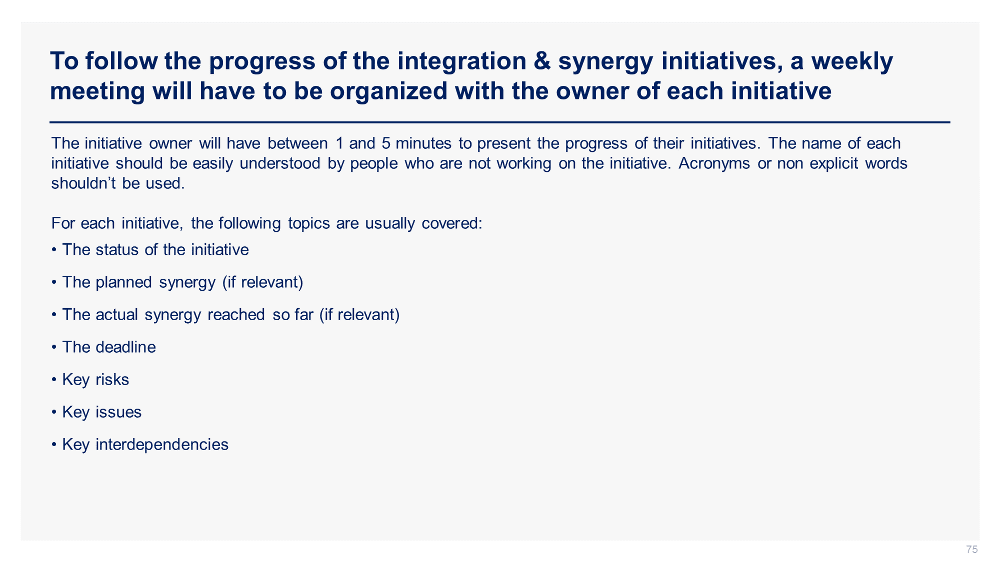 To follow the progress of the integration & synergy initiatives, a weekly
meeting will have to be organized with the owner of each initiative
The initiative owner will have between 1 and 5 minutes to present the progress of their initiatives. The name of each
initiative should be easily understood by people who are not working on the initiative. Acronyms or non explicit words
shouldn’t be used.
For each initiative, the following topics are usually covered:
• The status of the initiative
• The planned synergy (if relevant)
• The actual synergy reached so far (if relevant)
• The deadline
• Key risks
• Key issues
• Key interdependencies
75